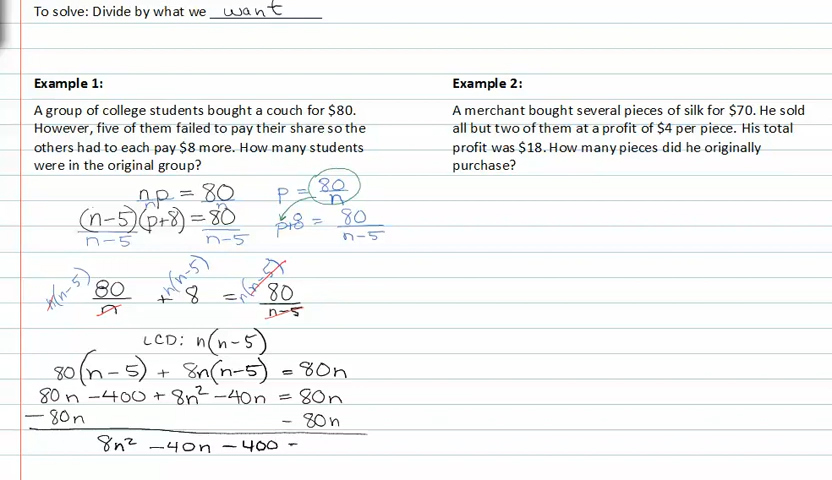 To solve: Divide by what we want
Example 1:
A group of college students bought a couch for $80.
However, five of them failed to pay their share so the
others had to each pay $8 more. How many students
were in the original group?
np = 80
n n
p = 80/n
(n-5)(p+8) = 80
n-5 n-5
p+8 = 80/n-5
n(n-5) 80/n + n(n-5) 8 = n(n-5) 80/n-5
LCD: n(n-5)
80(n-5) + 8n(n-5) = 80n
80n -400 + 8n² -40n = 80n
-80n - 80n
8n² -40n -400 =
Example 2:
A merchant bought several pieces of silk for $70. He sold
all but two of them at a profit of $4 per piece. His total
profit was $18. How many pieces did he originally
purchase?